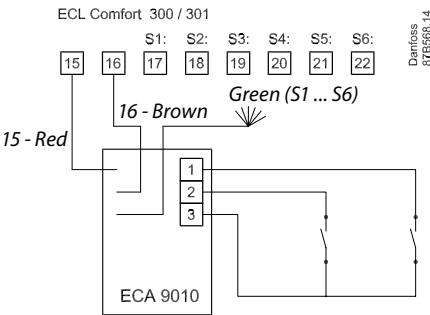 ECL Comfort 300 / 301
S1: S2: S3: S4: S5: S6:
15 16 17 18 19 20 21 22
Danfoss
87B568.14
Green (S1 ... S6)
16 - Brown
15 - Red
1
2
3
ECA 9010